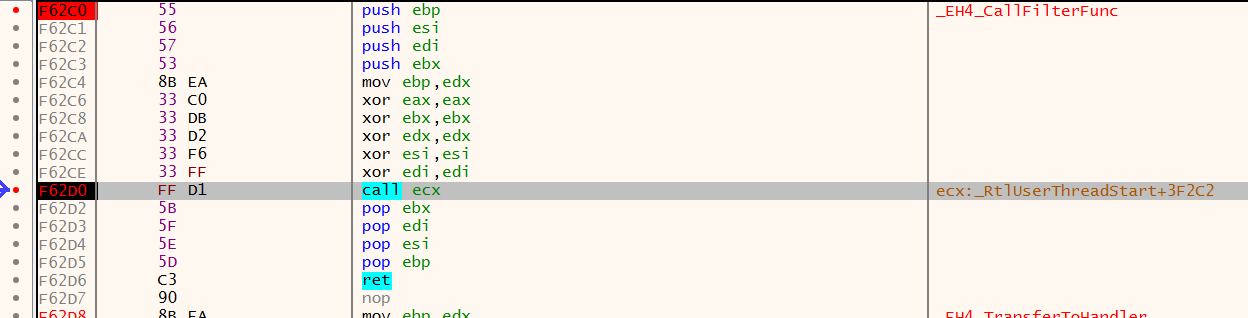 F62C0 55 push ebp _EH4_CallFilterFunc
F62C1 56 push esi
F62C2 57 push edi
F62C3 53 push ebx
F62C4 8B EA mov ebp,edx
F62C6 33 C0 xor eax,eax
F62C8 33 DB xor ebx,ebx
F62CA 33 D2 xor edx,edx
F62CC 33 F6 xor esi,esi
F62CE 33 FF xor edi,edi
F62D0 FF D1 call ecx ecx:_RtlUserThreadStart+3F2C2
F62D2 5B pop ebx
F62D3 5F pop edi
F62D4 5E pop esi
F62D5 5D pop ebp
F62D6 C3 ret
F62D7 90 nop
F62D8 8B EA mov ebp,edx _EH4_TransferToHandler